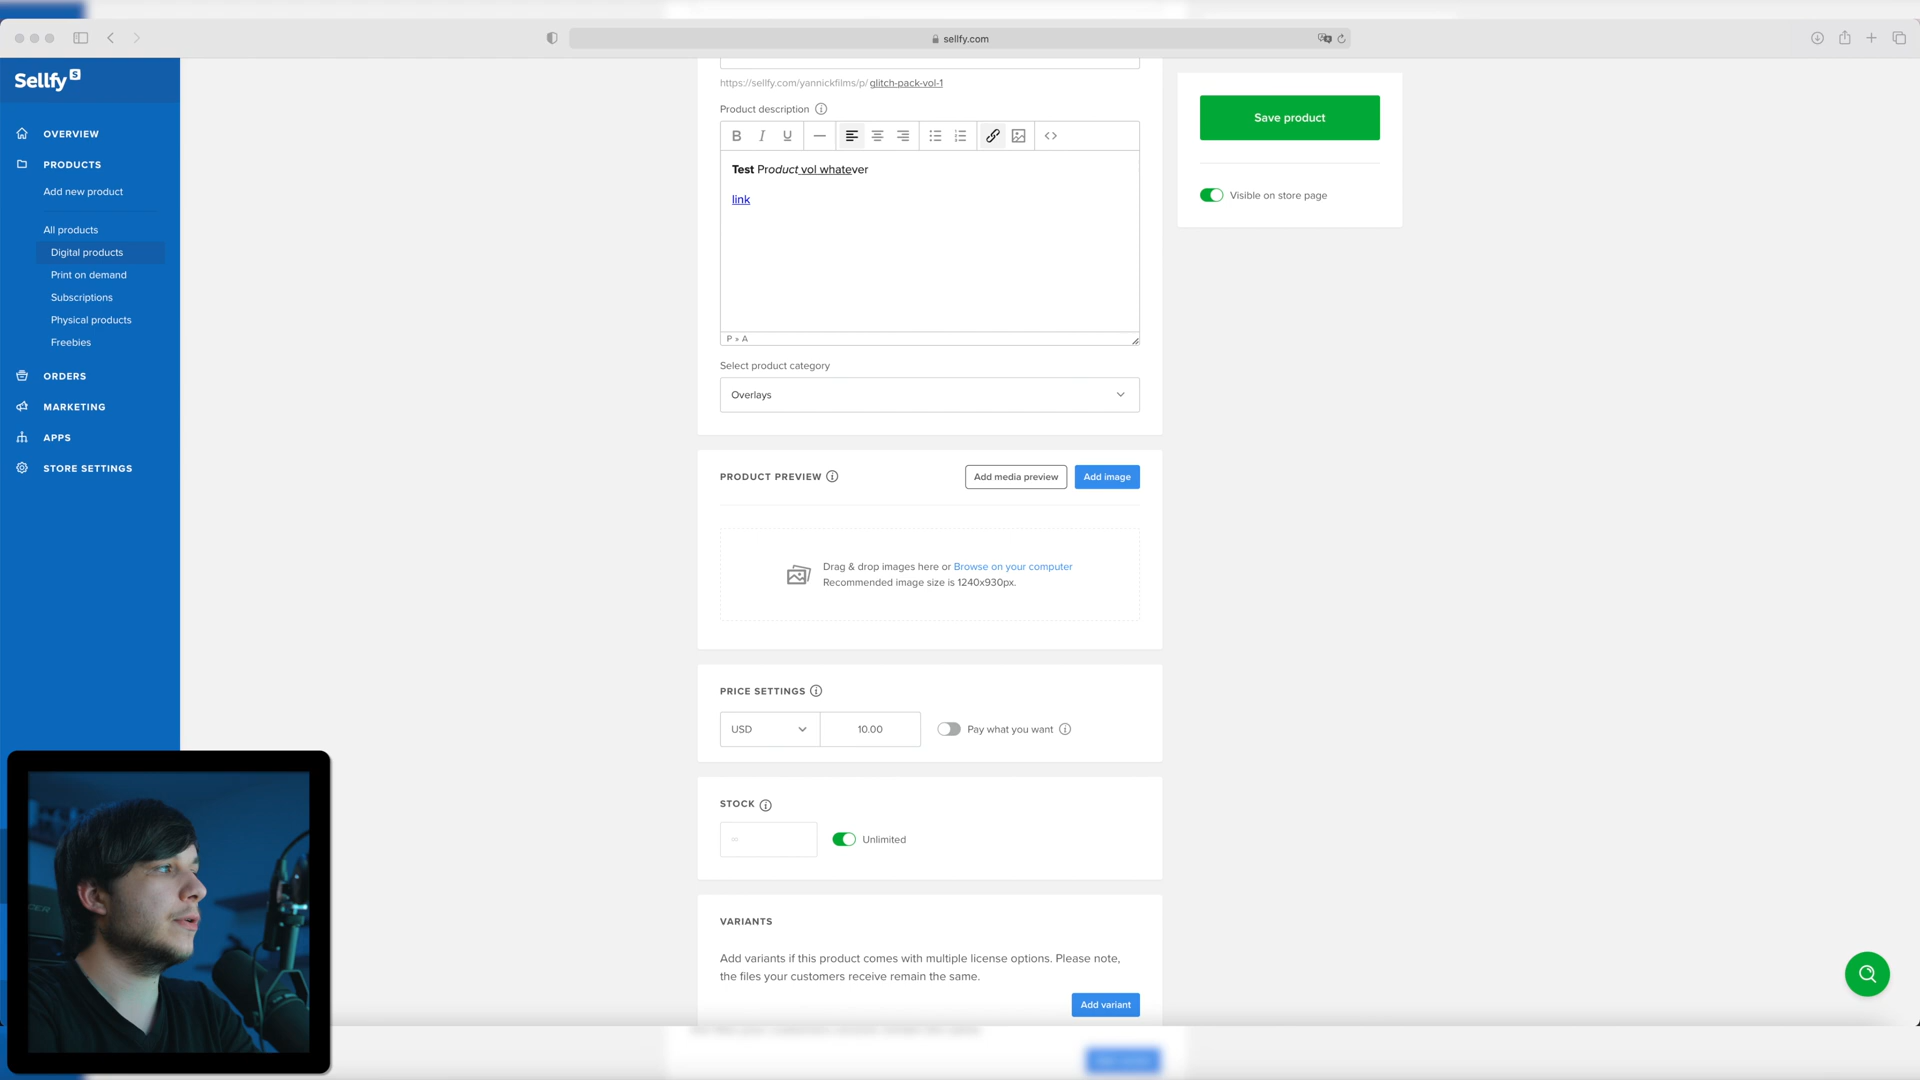 sellfy.com
Sellfy S
OVERVIEW
PRODUCTS
Add new product
All products
Digital products
Print on demand
Subscriptions
Physical products
Freebies
ORDERS
MARKETING
APPS
STORE SETTINGS
https://sellfy.com/yannickfilms/p/ glitch-pack-vol-1
Product description
B I U
Test Product vol whatever
link
P » A
Select product category
Overlays
PRODUCT PREVIEW
Add media preview
Add image
Drag & drop images here or Browse on your computer
Recommended image size is 1240x930px.
PRICE SETTINGS
USD
10.00
Pay what you want
STOCK
∞
Unlimited
VARIANTS
Add variants if this product comes with multiple license options. Please note,
the files your customers receive remain the same.
Add variant
Save product
Visible on store page